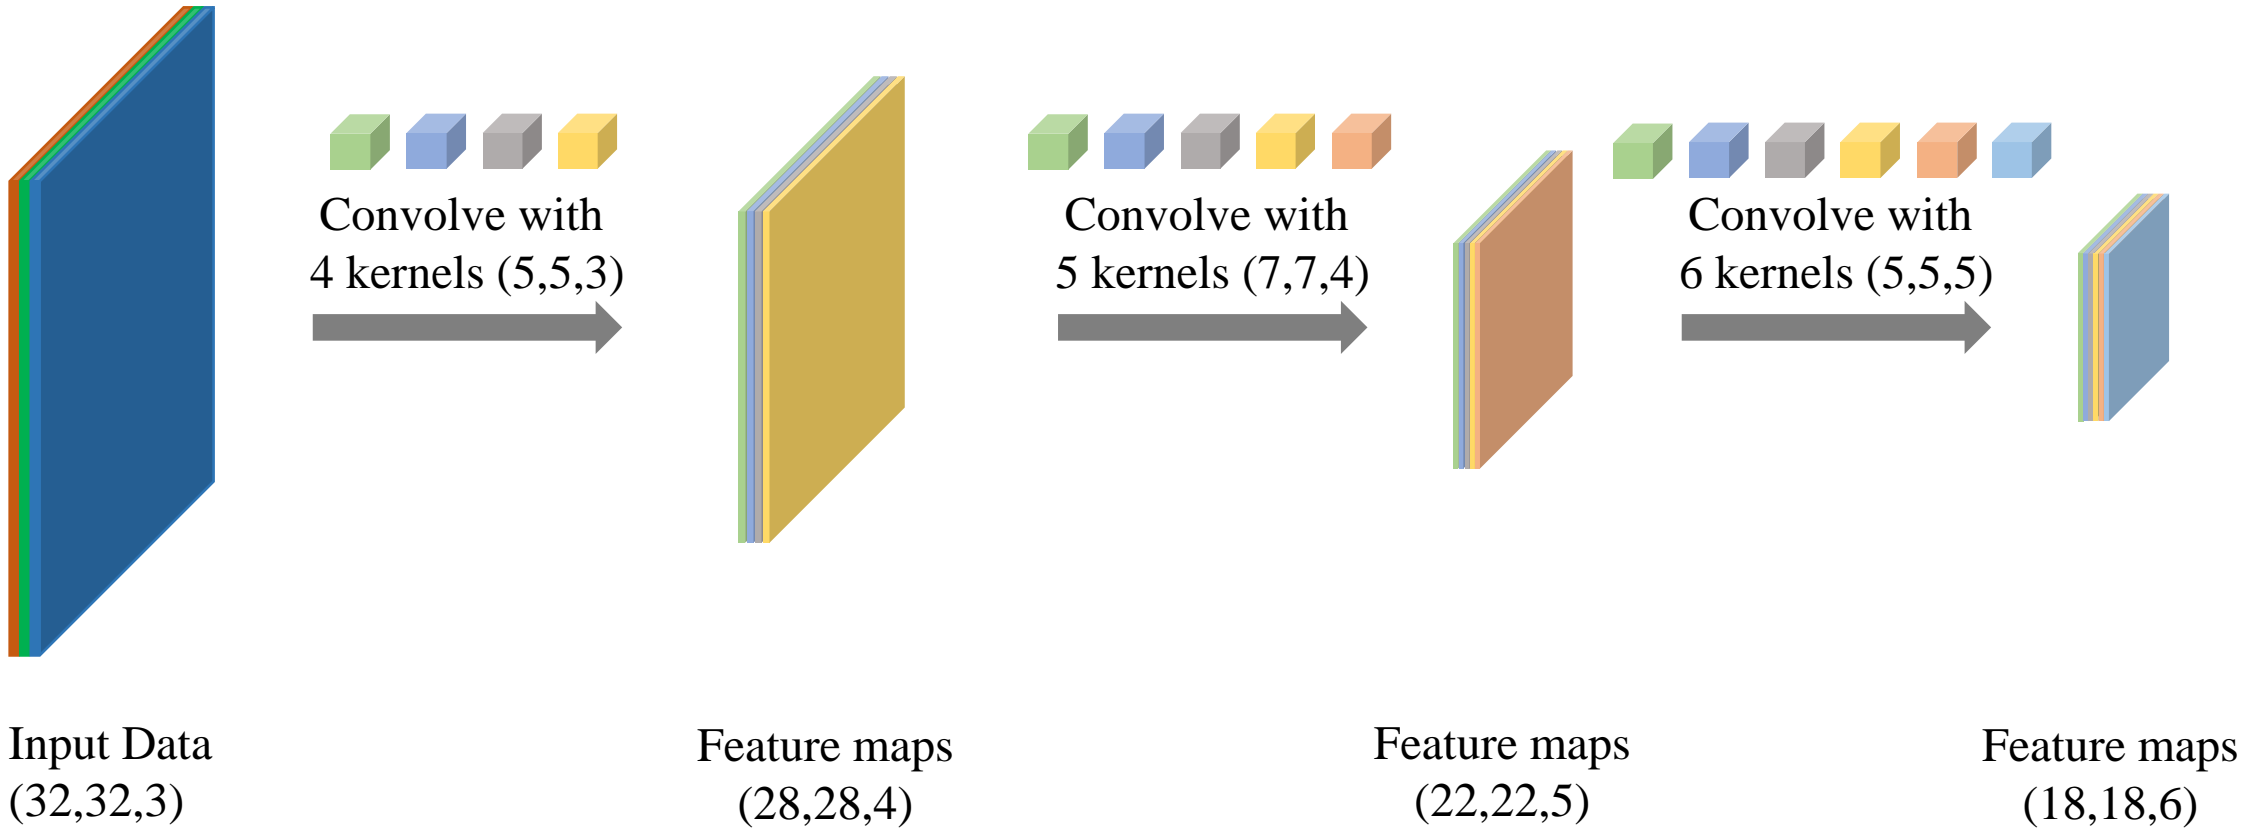 Convolve with
4 kernels (5,5,3)
Convolve with
5 kernels (7,7,4)
Convolve with
6 kernels (5,5,5)
Input Data
(32,32,3)
Feature maps
(28,28,4)
Feature maps
(22,22,5)
Feature maps
(18,18,6)